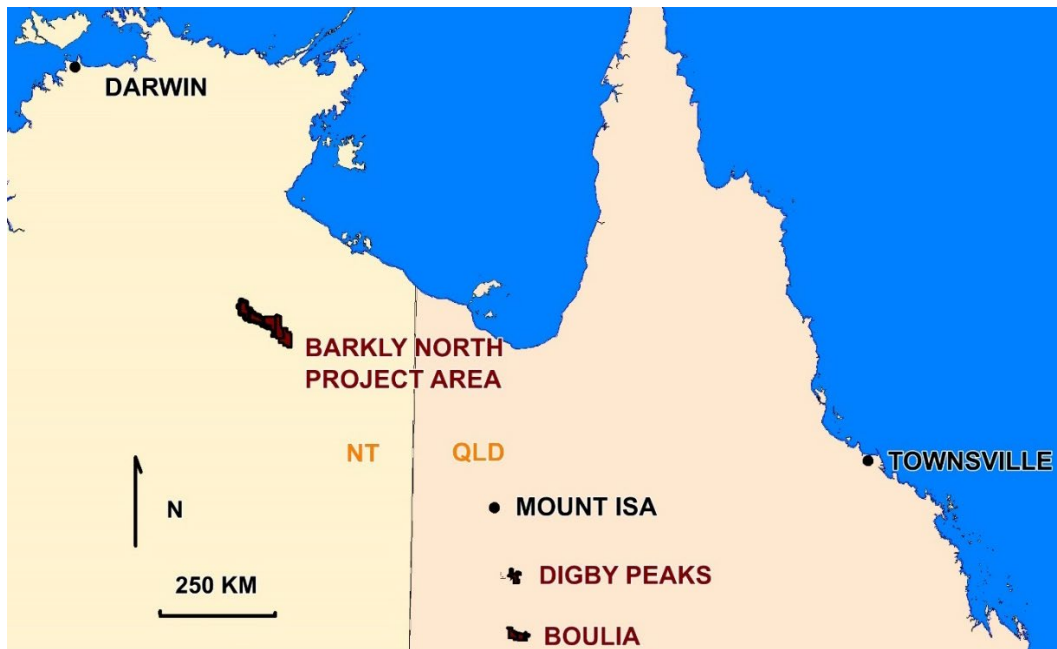 DARWIN
BARKLY NORTH
PROJECT AREA
NT
QLD
TOWNSVILLE
N
MOUNT ISA
250 KM
DIGBY PEAKS
BOULIA